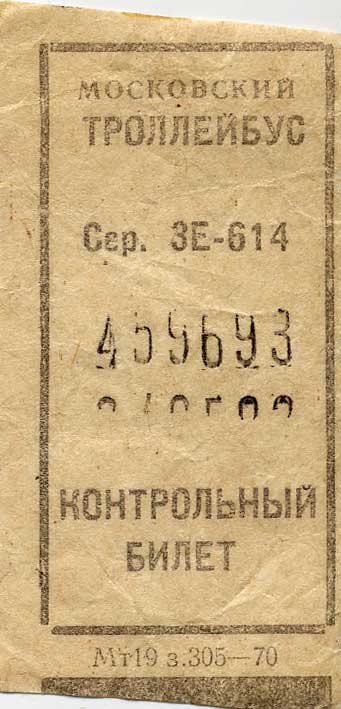 МОСКОВСКИЙ
ТРОЛЛЕЙБУС
Сер. ЗЕ-614
459693
КОНТРОЛЬНЫЙ
БИЛЕТ
Мт19 з.305—70